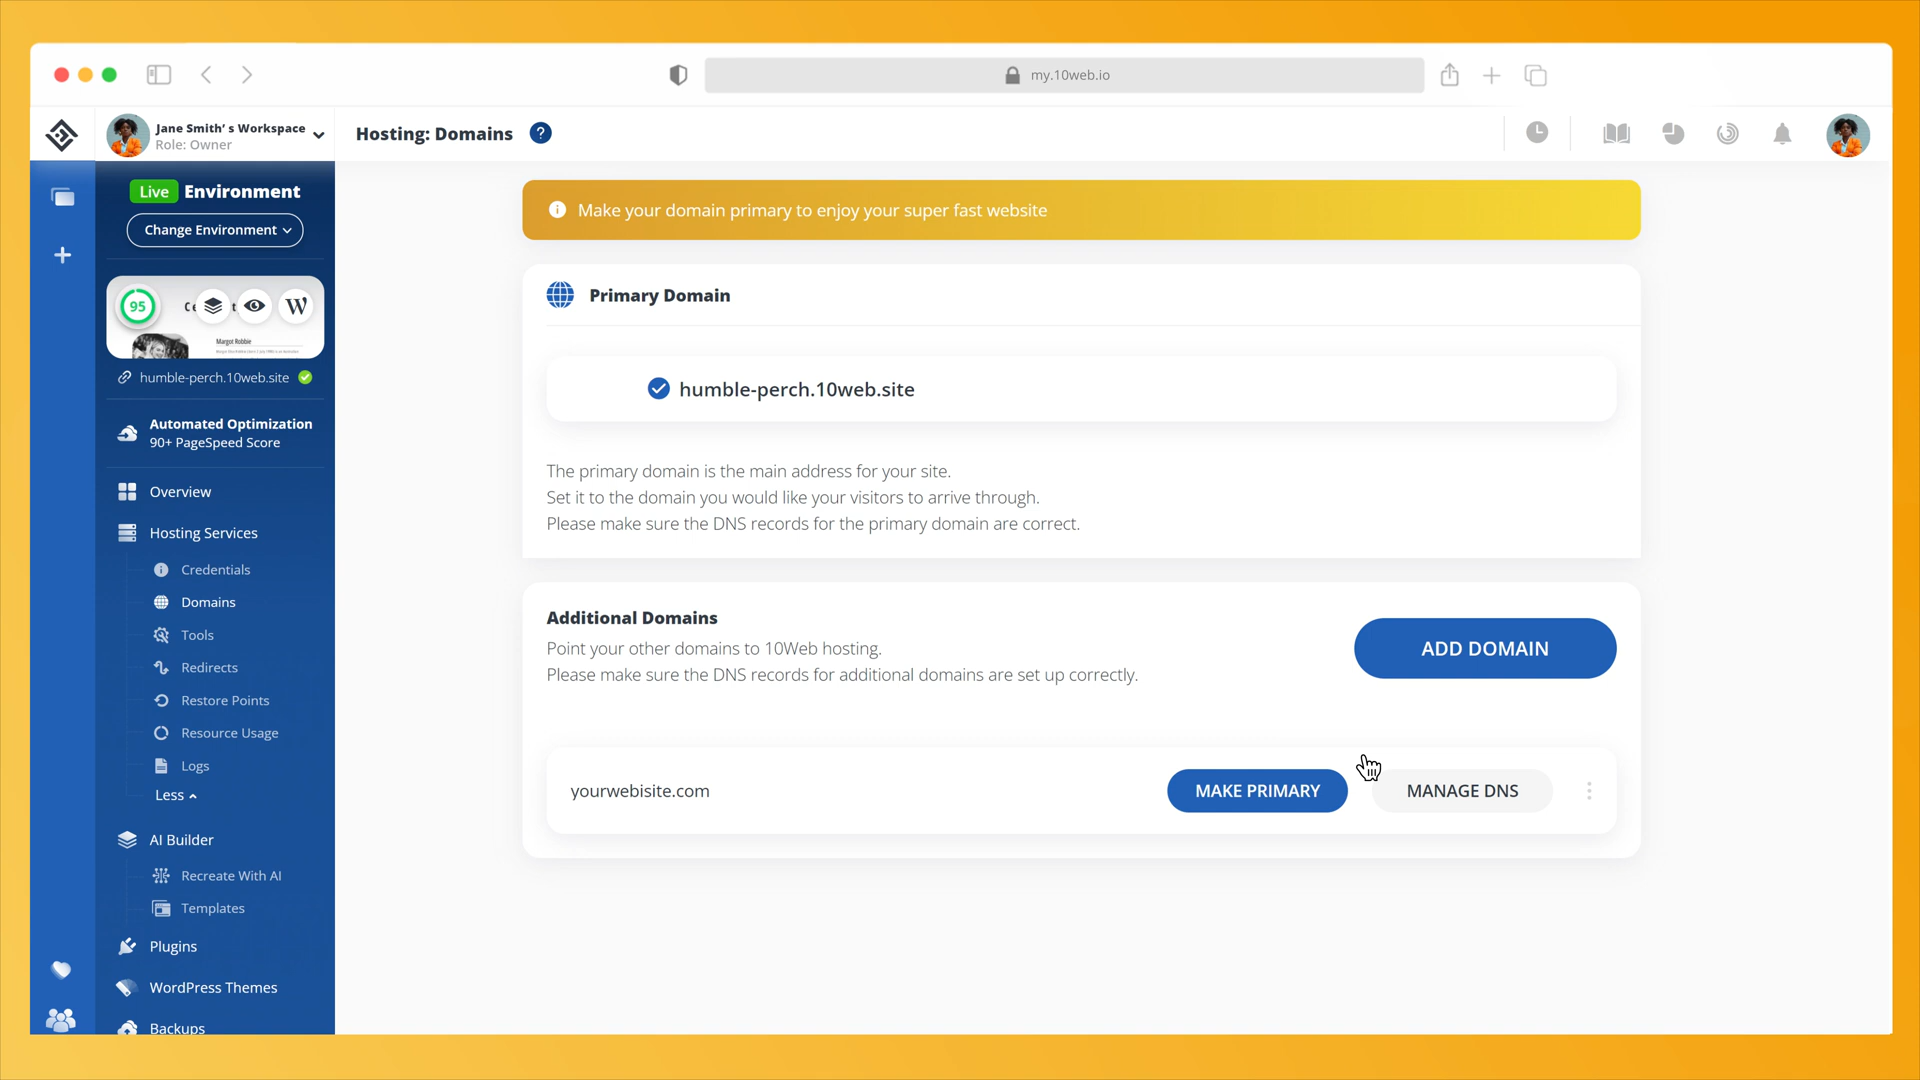 my.10web.io
Jane Smith' s Workspace
Role: Owner
Hosting: Domains
?
Live Environment
Change Environment
Make your domain primary to enjoy your super fast website
95
W
Margot Robbie
humble-perch.10web.site
Primary Domain
humble-perch.10web.site
The primary domain is the main address for your site.
Set it to the domain you would like your visitors to arrive through.
Please make sure the DNS records for the primary domain are correct.
Automated Optimization
90+ PageSpeed Score
Overview
Hosting Services
Credentials
Domains
Tools
Redirects
Restore Points
Resource Usage
Logs
Less
AI Builder
Recreate With AI
Templates
Plugins
WordPress Themes
Backups
Additional Domains
Point your other domains to 10Web hosting.
Please make sure the DNS records for additional domains are set up correctly.
ADD DOMAIN
yourwebisite.com
MAKE PRIMARY
MANAGE DNS